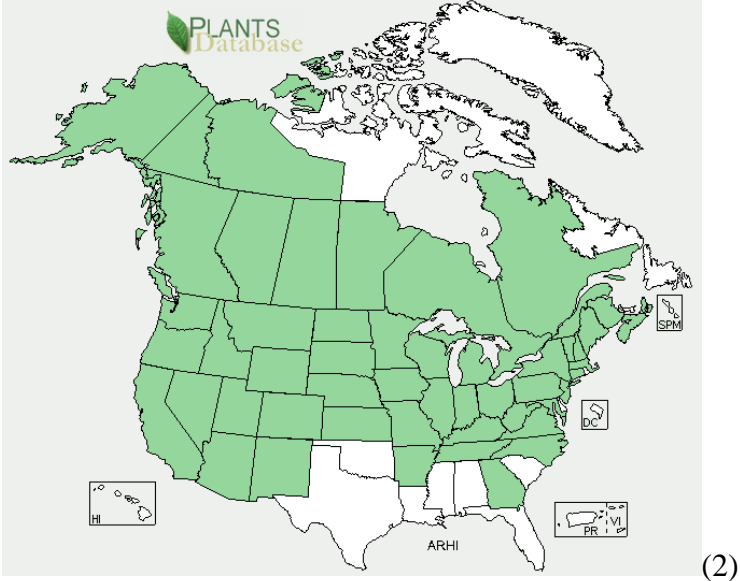 PLANTS
Database
SPM
DC
HI
PR VI
ARHI
(2)